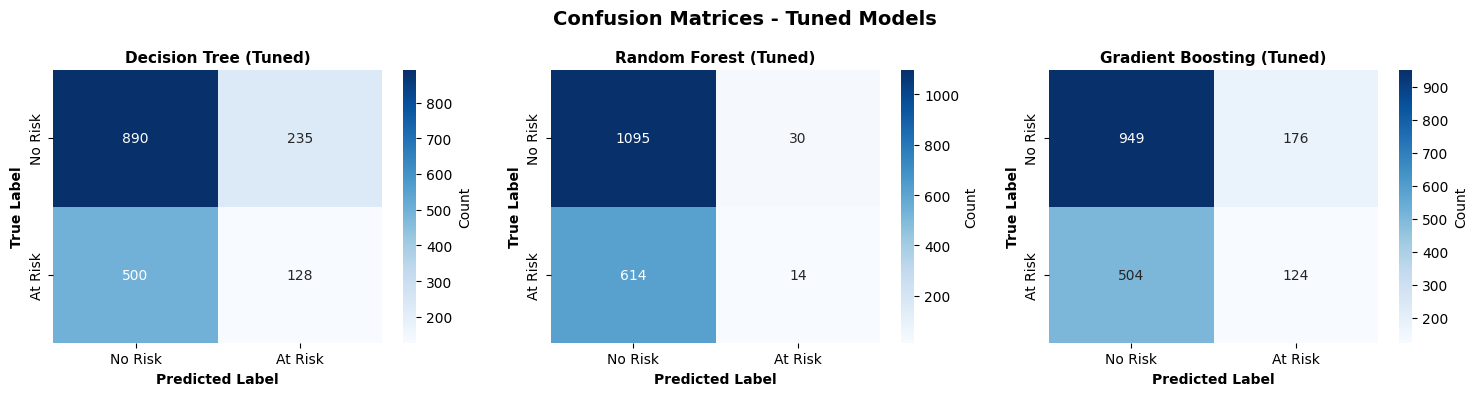 Confusion Matrices - Tuned Models
Decision Tree (Tuned)
No Risk
At Risk
True Label
890
235
500
128
No Risk
At Risk
Predicted Label
800
700
600
500
400
300
200
Count
Random Forest (Tuned)
No Risk
At Risk
True Label
1095
30
614
14
No Risk
At Risk
Predicted Label
1000
800
600
400
200
Count
Gradient Boosting (Tuned)
No Risk
At Risk
True Label
949
176
504
124
No Risk
At Risk
Predicted Label
900
800
700
600
500
400
300
200
Count